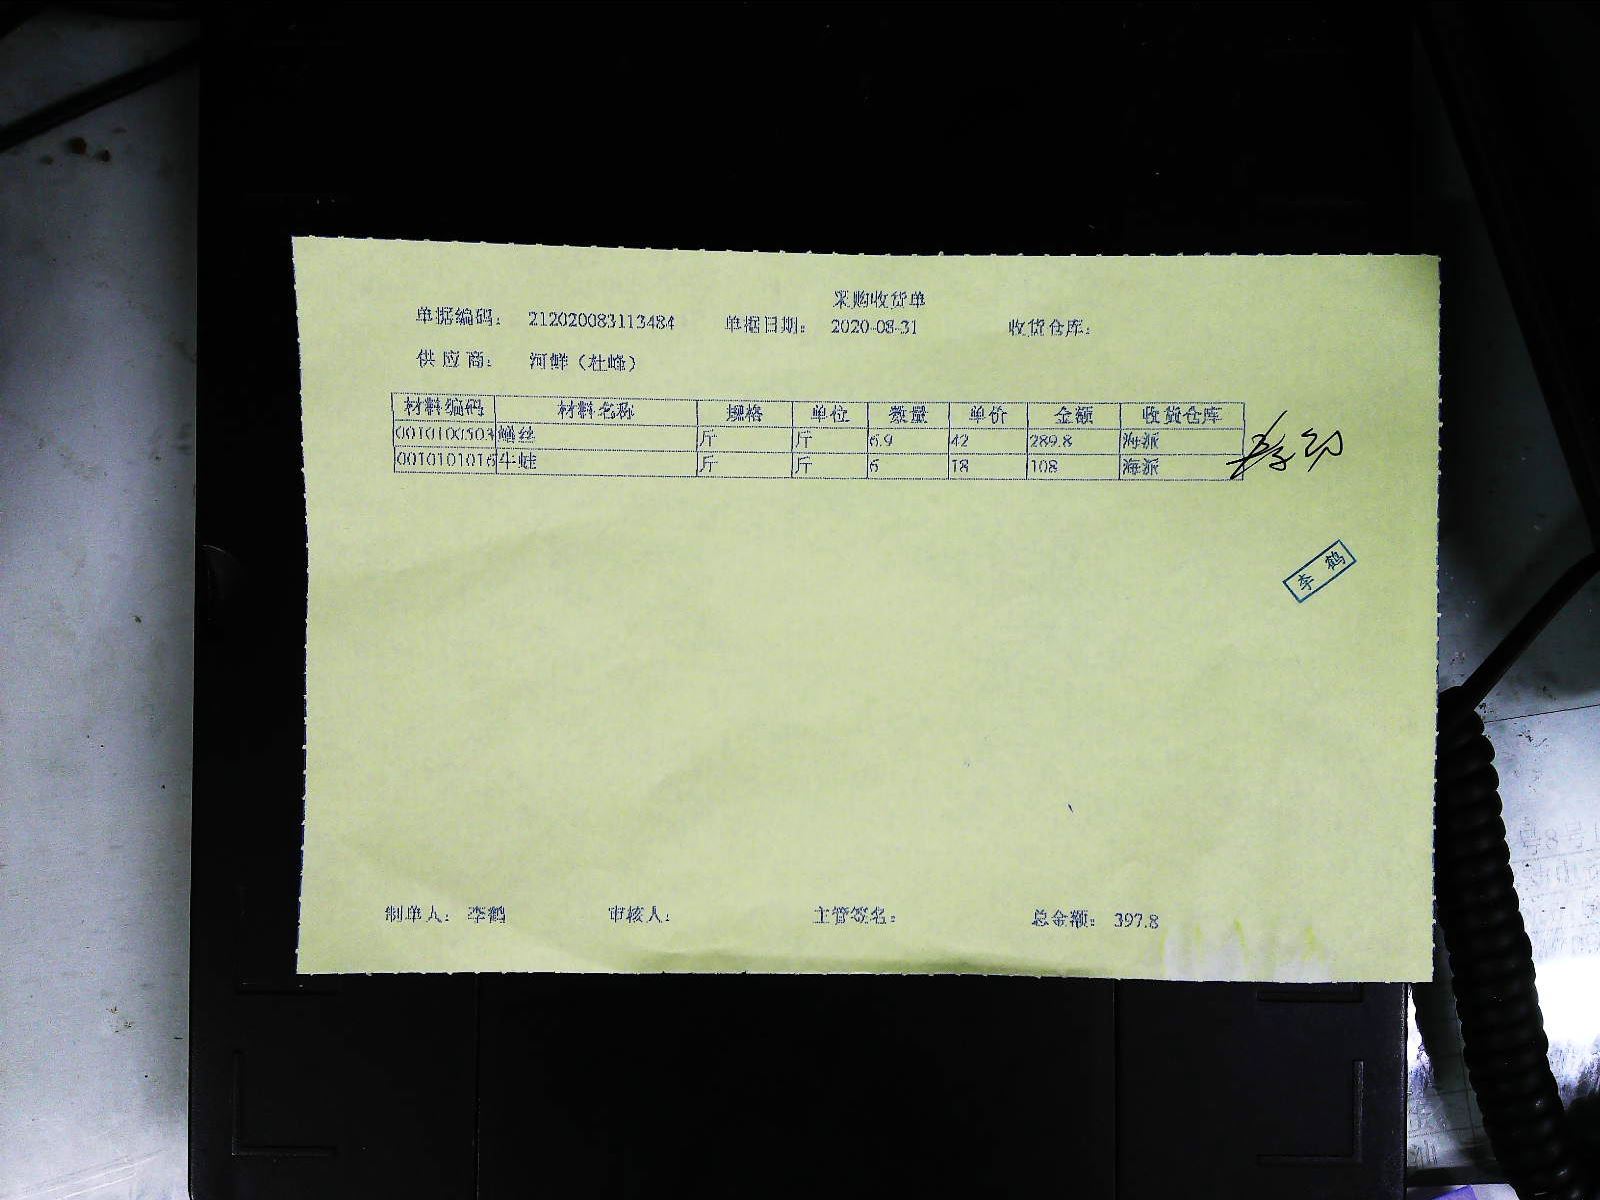 采购收货单
单据编码： 212020083113484 单据日期： 2020-08-31 收货仓库：
供应商： 河鲜（杜峰）
材料编码 材料名称 规格 单位 数量 单价 金额 收货仓库
0010100503 螺丝 斤 斤 6.9 42 289.8 海派
0010101016 牛蛙 斤 斤 6 18 108 海派
李鹤
制单人： 李鹤 审核人： 主管签名： 总金额： 397.8